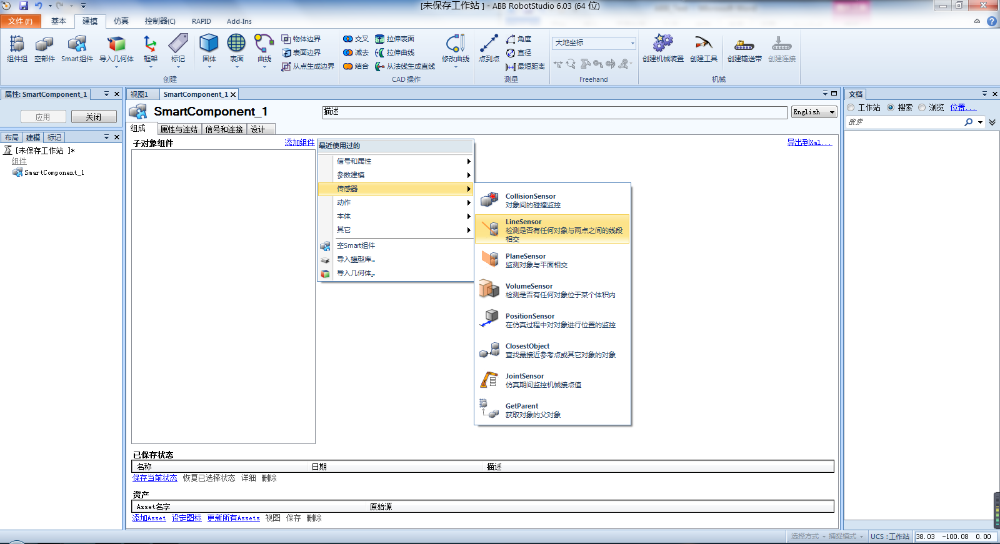 [未保存工作站 ] - ABB RobotStudio 6.03 (64 位)
文件(F) 基本 建模 仿真 控制器(C) RAPID Add-Ins
组件组 空部件 Smart组件 导入几何体 框架 标记 固体 表面 曲线
物体边界
表面边界
从点生成边界
创建
交叉 拉伸表面
减去 拉伸曲线
结合 从法线生成直线
修改曲线
CAD 操作
点到点
角度
直径
最短距离
测量
大地坐标
Freehand
创建机械装置 创建工具 创建输送带 创建连接
机械
属性: SmartComponent_1
应用 关闭
布局 建模 标记
[未保存工作站 ]*
组件
SmartComponent_1
视图1 SmartComponent_1
SmartComponent_1
描述
English
组成 属性与连结 信号和连接 设计
子对象组件 添加组件
导出到Xml...
最近使用过的
信号和属性
参数建模
传感器
动作
本体
其它
空Smart组件
导入模型库...
导入几何体...
CollisionSensor
对象间的碰撞监控
LineSensor
检测是否有任何对象与两点之间的线段
相交
PlaneSensor
监测对象与平面相交
VolumeSensor
检测是否有任何对象位于某个体积内
PositionSensor
在仿真过程中对对象进行位置的监控
ClosestObject
查找最接近参考点或其它对象的对象
JointSensor
仿真期间监控机械接点值
GetParent
获取对象的父对象
已保存状态
名称 日期 描述
保存当前状态 恢复已选择状态 详细 删除
资产
Asset名字 原始源
添加Asset 设定图标 更新所有Assets 视图 保存 删除
文档
工作站 搜索 浏览 位置...
搜索
选择方式 捕捉模式 UCS : 工作站 38.03 -100.08 0.00